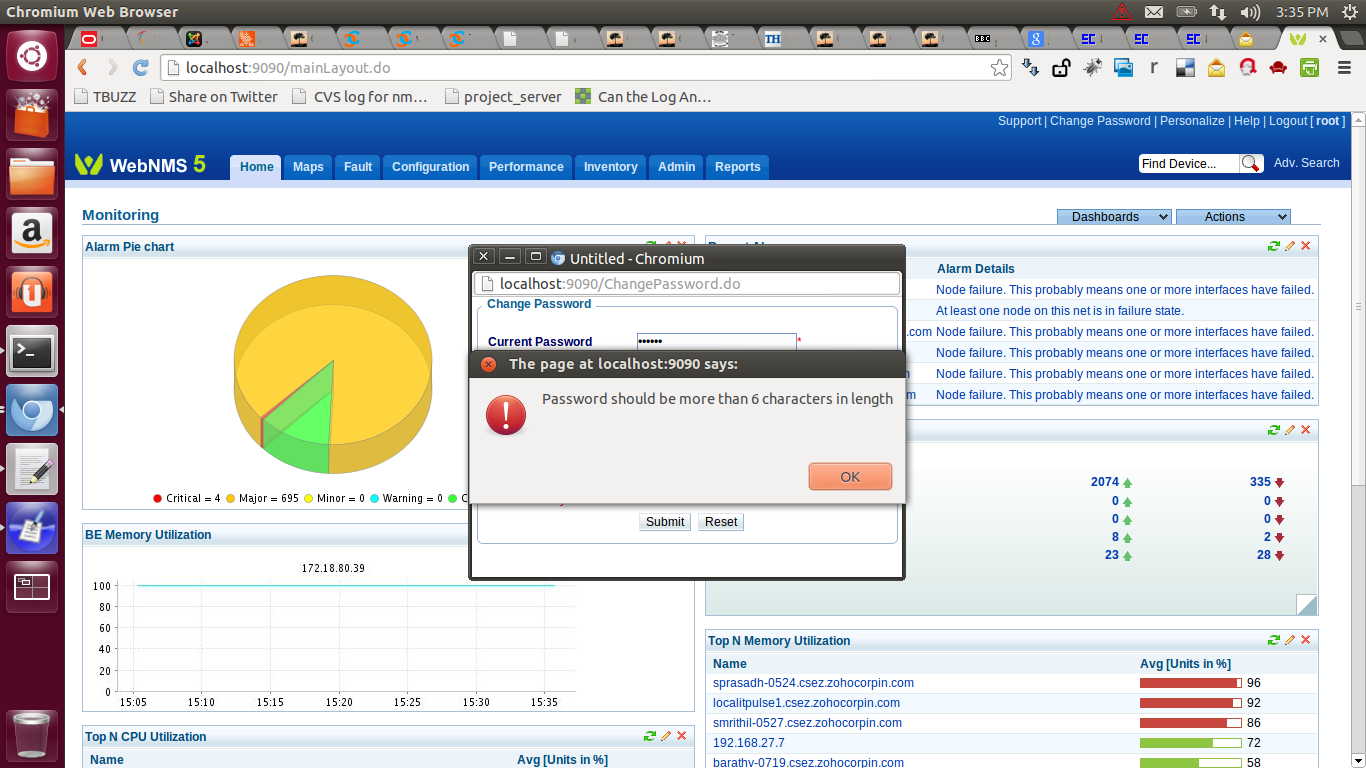 Chromium Web Browser
3:35 PM
TH
BBC
SC
SC
SC
localhost:9090/mainLayout.do
r
TBUZZ
Share on Twitter
CVS log for nm...
project_server
Can the Log An...
Support | Change Password | Personalize | Help | Logout [ root ]
WebNMS 5
Home
Maps
Fault
Configuration
Performance
Inventory
Admin
Reports
Find Device...
Adv. Search
Monitoring
Dashboards
Actions
Alarm Pie chart
Critical = 4
Major = 695
Minor = 0
Warning = 0
Untitled - Chromium
localhost:9090/ChangePassword.do
Change Password
Current Password
••••••
*
The page at localhost:9090 says:
Password should be more than 6 characters in length
OK
Submit
Reset
Alarm Details
Node failure. This probably means one or more interfaces have failed.
At least one node on this net is in failure state.
.com Node failure. This probably means one or more interfaces have failed.
Node failure. This probably means one or more interfaces have failed.
Node failure. This probably means one or more interfaces have failed.
m Node failure. This probably means one or more interfaces have failed.
2074 335
0 0
0 0
8 2
23 28
BE Memory Utilization
172.18.80.39
100
80
60
40
20
0
15:05 15:10 15:15 15:20 15:25 15:30 15:35
Top N Memory Utilization
Name Avg [Units in %]
sprasadh-0524.csez.zohocorpin.com 96
localitpulse1.csez.zohocorpin.com 92
smrithil-0527.csez.zohocorpin.com 86
192.168.27.7 72
barathy-0719.csez.zohocorpin.com 58
Top N CPU Utilization
Name Avg [Units in %]